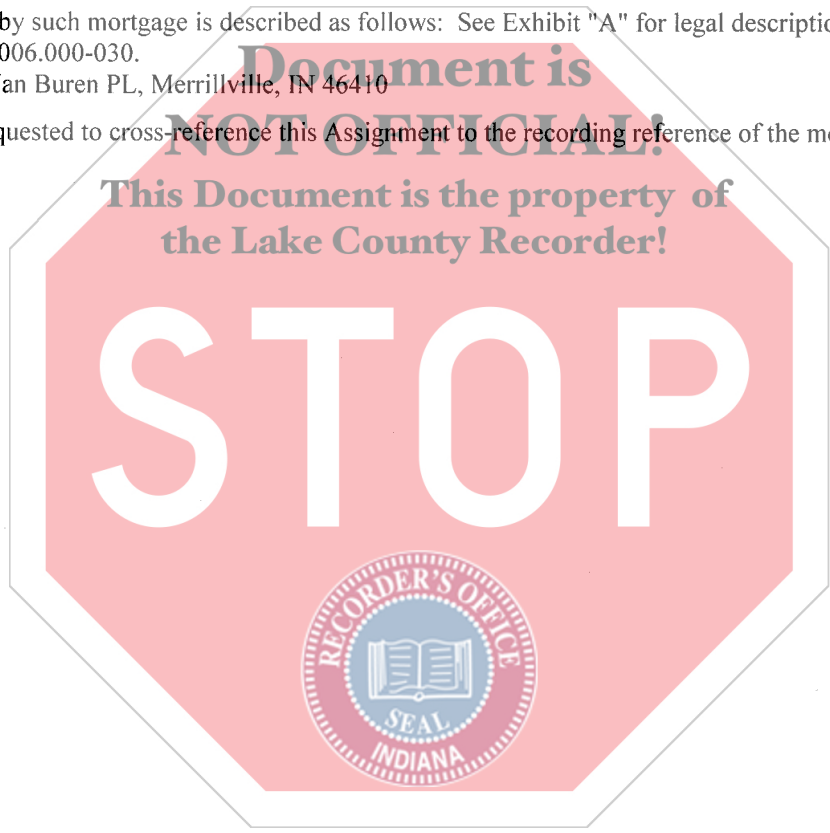 by such mortgage is described as follows: See Exhibit "A" for legal descriptio
006.000-030.
an Buren PL, Merrillville, IN 46410
quested to cross-reference this Assignment to the recording reference of the mo
Document is
NOT OFFICIAL!
This Document is the property of
the Lake County Recorder!
STOP
RECORDER'S OFFICE
SEAL
INDIANA